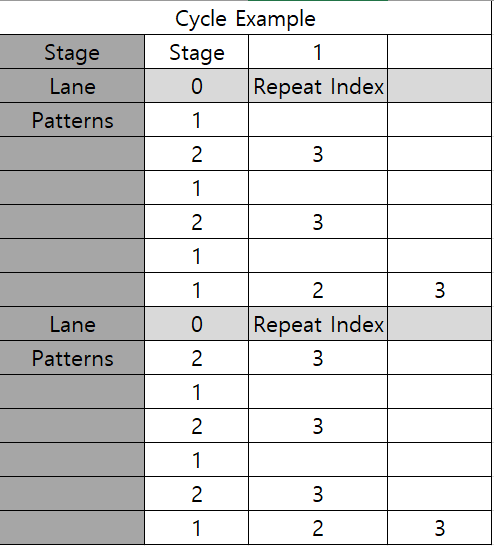 Cycle Example
Stage Stage 1
Lane 0 Repeat Index
Patterns 1
2 3
1
2 3
1
1 2 3
Lane 0 Repeat Index
Patterns 2 3
1
2 3
1
2 3
1 2 3